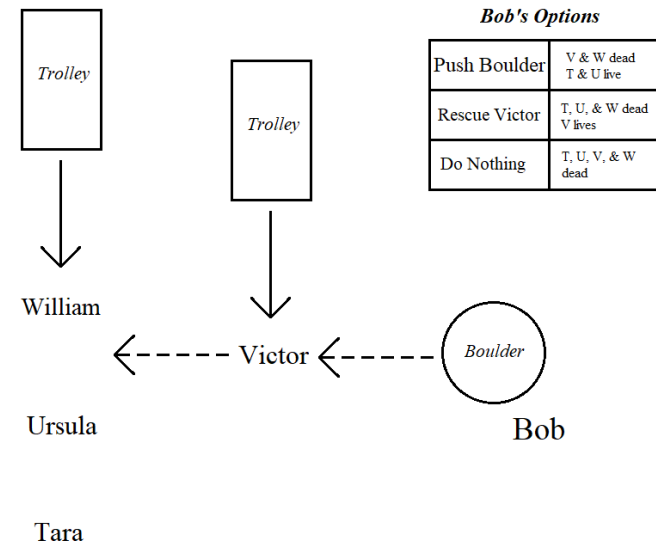 Bob's Options
Trolley
Trolley
Push Boulder
V & W dead
T & U live
Rescue Victor
T, U, & W dead
V lives
Do Nothing
T, U, V, & W
dead
William
Victor
Boulder
Ursula
Bob
Tara